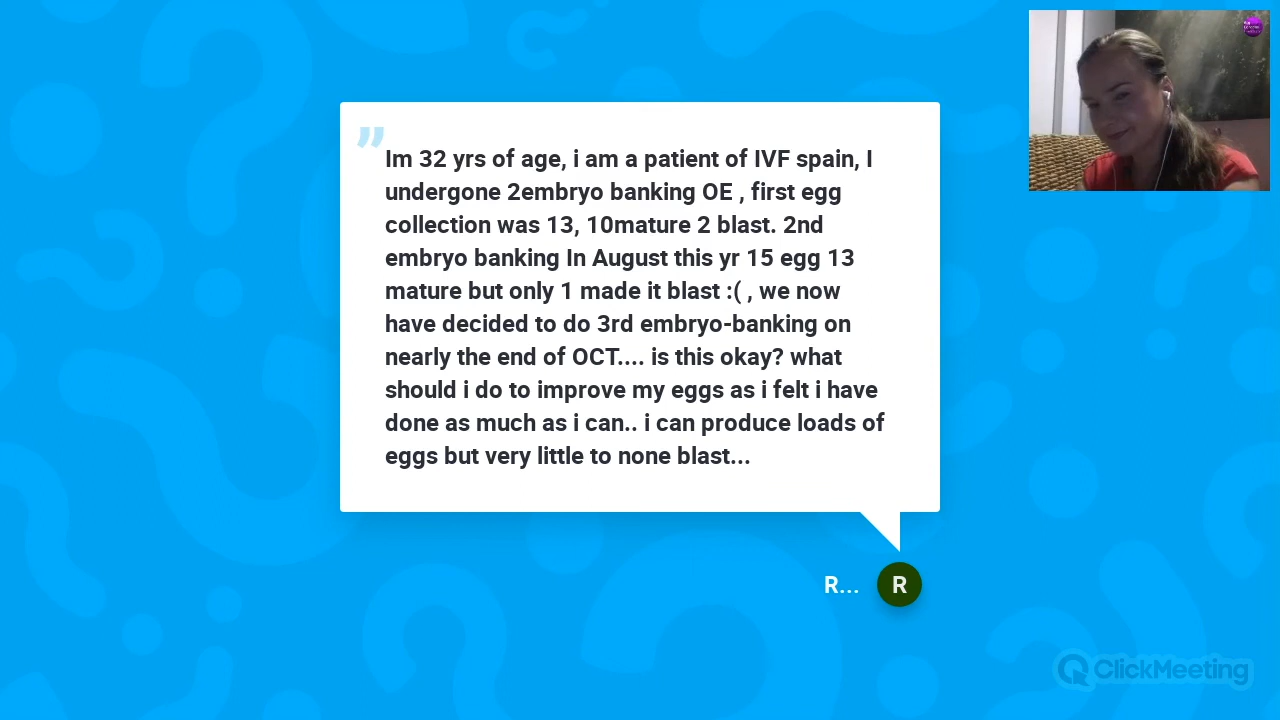 Im 32 yrs of age, i am a patient of IVF spain, I
undergone 2embryo banking OE , first egg
collection was 13, 10mature 2 blast. 2nd
embryo banking In August this yr 15 egg 13
mature but only 1 made it blast :( , we now
have decided to do 3rd embryo-banking on
nearly the end of OCT.... is this okay? what
should i do to improve my eggs as i felt i have
done as much as i can.. i can produce loads of
eggs but very little to none blast...
R... R
ClickMeeting